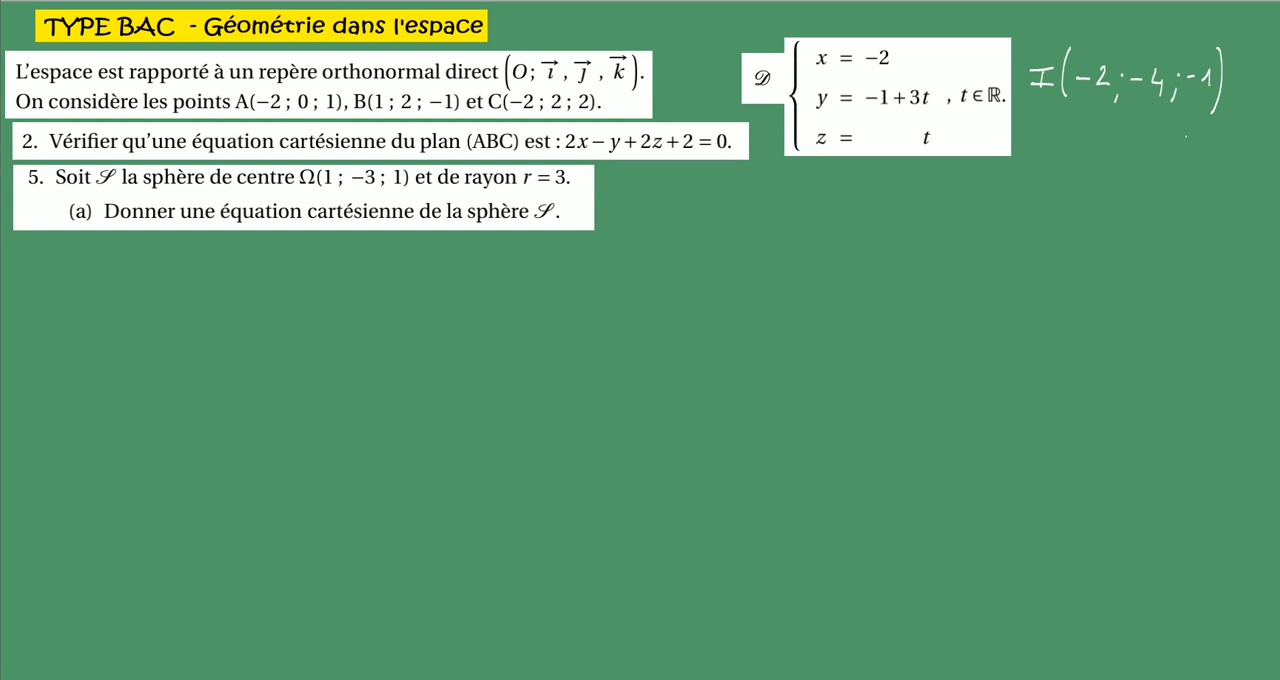 TYPE BAC - Géométrie dans l'espace
L'espace est rapporté à un repère orthonormal direct (O; i⃗ , j⃗ , k⃗ ).
On considère les points A(−2 ; 0 ; 1), B(1 ; 2 ; −1) et C(−2 ; 2 ; 2).
2. Vérifier qu'une équation cartésienne du plan (ABC) est : 2x − y + 2z + 2 = 0.
5. Soit 𝒮 la sphère de centre Ω(1 ; −3 ; 1) et de rayon r = 3.
(a) Donner une équation cartésienne de la sphère 𝒮.
𝒟 { x = −2
y = −1 + 3t , t ∈ ℝ.
z = t
I(−2 ; −4 ; −1)